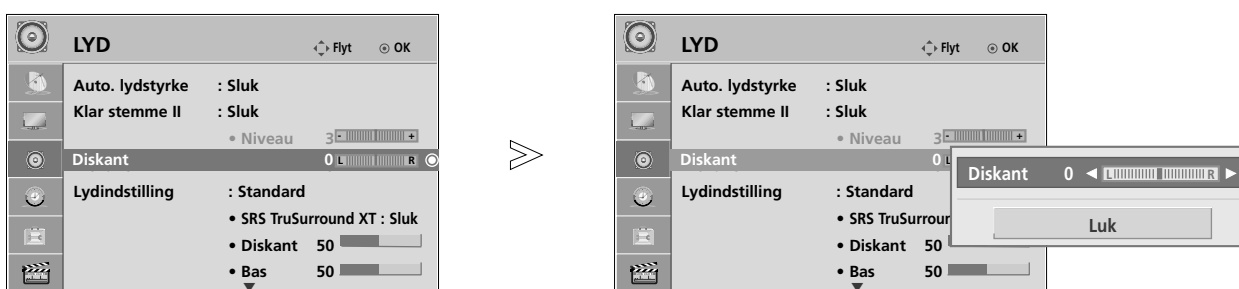 LYD Flyt OK
Auto. lydstyrke : Sluk
Klar stemme II : Sluk
• Niveau 3 - +
Diskant 0 L R
Lydindstilling : Standard
• SRS TruSurround XT : Sluk
• Diskant 50
• Bas 50
LYD Flyt OK
Auto. lydstyrke : Sluk
Klar stemme II : Sluk
• Niveau 3 - +
Diskant 0 L
Lydindstilling : Standard
• SRS TruSurroun
• Diskant 50
• Bas 50
Diskant 0 ◄ L R ►
Luk